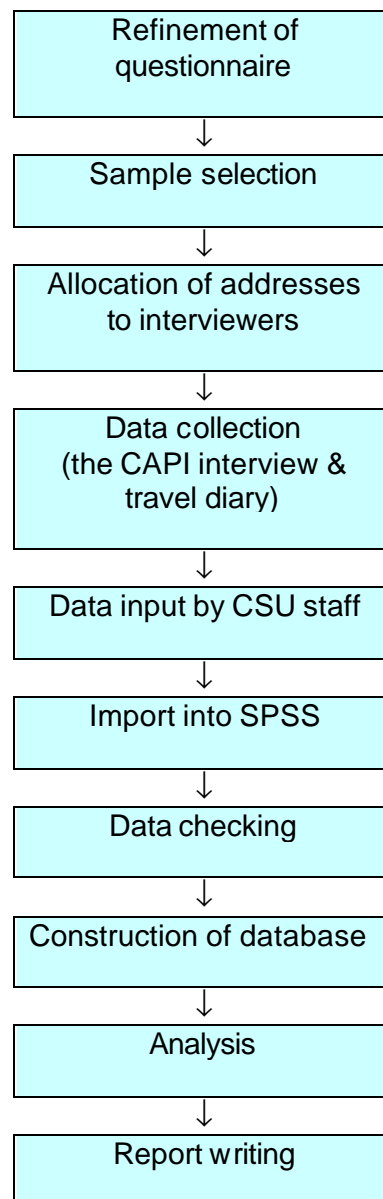 Refinement of
questionnaire
↓
Sample selection
↓
Allocation of addresses
to interviewers
↓
Data collection
(the CAPI interview &
travel diary)
↓
Data input by CSU staff
↓
Import into SPSS
↓
Data checking
↓
Construction of database
↓
Analysis
↓
Report writing